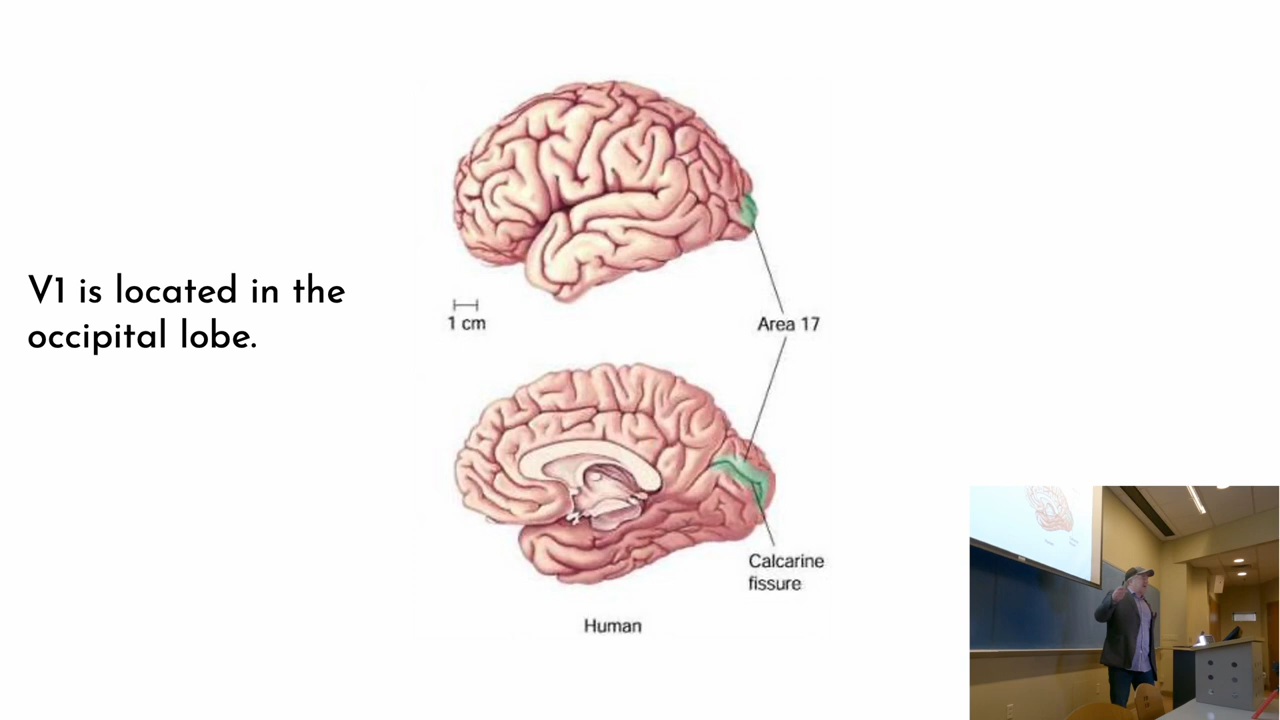 V1 is located in the
occipital lobe.
1 cm
Area 17
Calcarine
fissure
Human